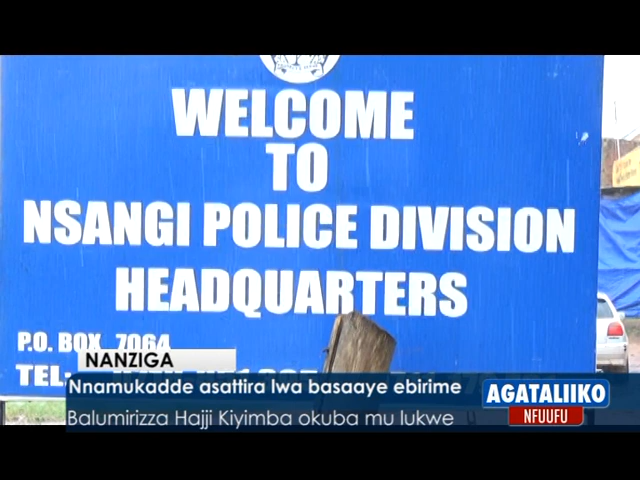 WELCOME
TO
NSANGI POLICE DIVISION
HEADQUARTERS
P.O. BOX 7064
TEL:
NANZIGA
Nnamukadde asattira lwa basaaye ebirime
Balumirizza Hajji Kiyimba okuba mu lukwe
AGATALIIKO
NFUUFU